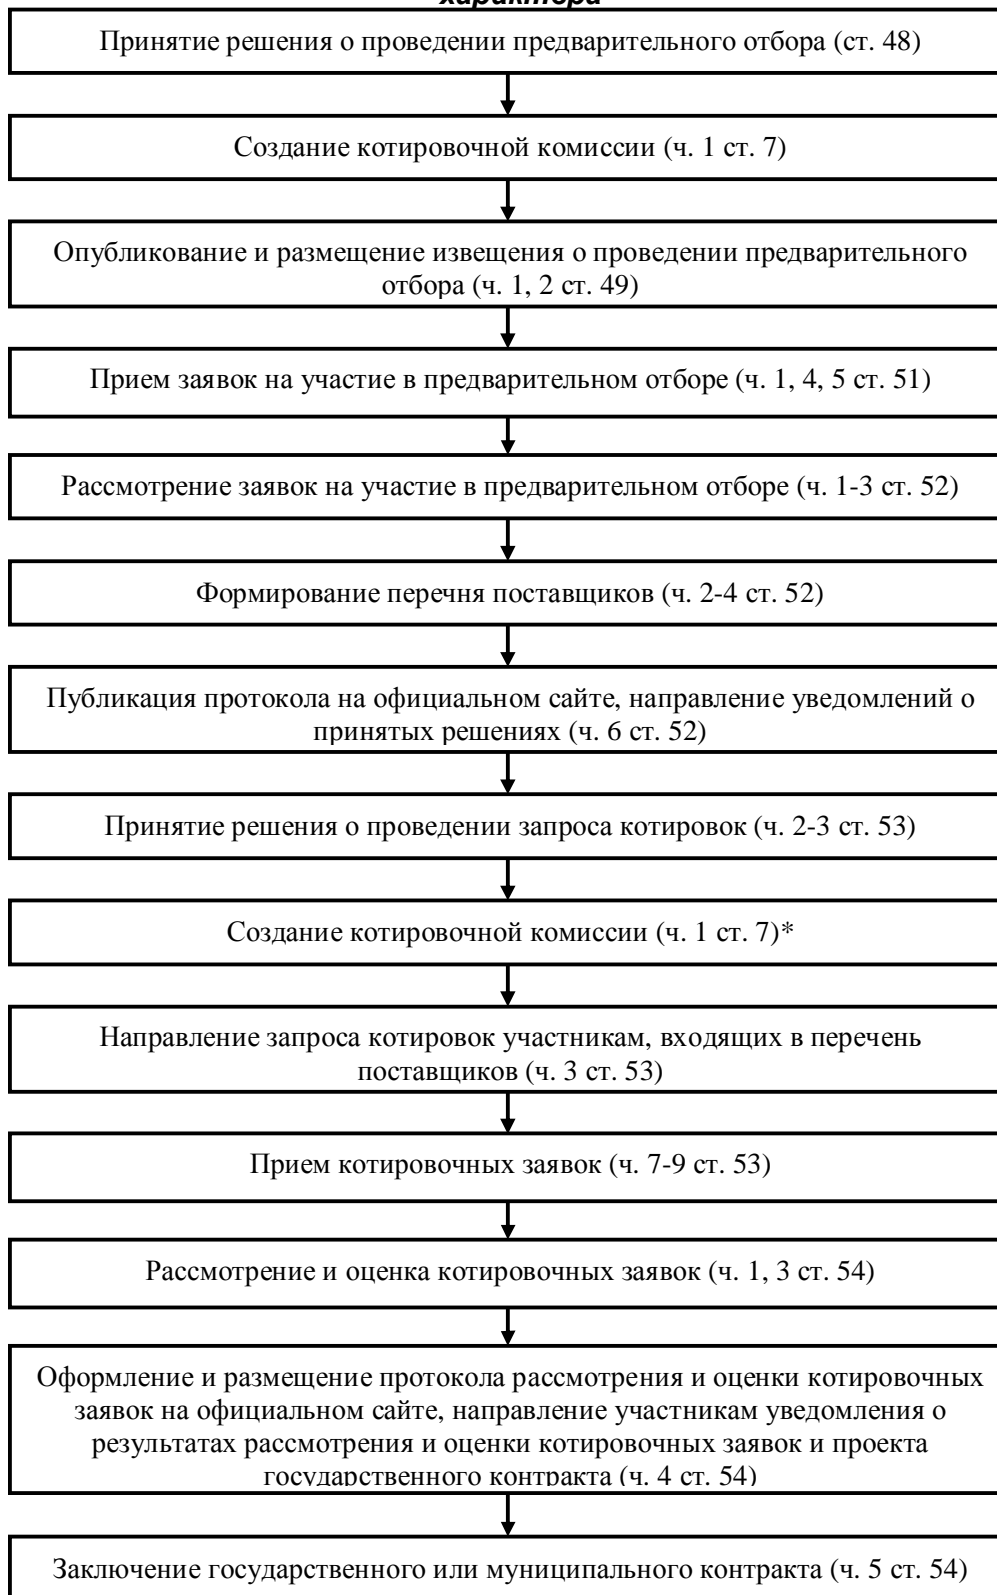 характера
Принятие решения о проведении предварительного отбора (ст. 48)
Создание котировочной комиссии (ч. 1 ст. 7)
Опубликование и размещение извещения о проведении предварительного
отбора (ч. 1, 2 ст. 49)
Прием заявок на участие в предварительном отборе (ч. 1, 4, 5 ст. 51)
Рассмотрение заявок на участие в предварительном отборе (ч. 1-3 ст. 52)
Формирование перечня поставщиков (ч. 2-4 ст. 52)
Публикация протокола на официальном сайте, направление уведомлений о
принятых решениях (ч. 6 ст. 52)
Принятие решения о проведении запроса котировок (ч. 2-3 ст. 53)
Создание котировочной комиссии (ч. 1 ст. 7)*
Направление запроса котировок участникам, входящих в перечень
поставщиков (ч. 3 ст. 53)
Прием котировочных заявок (ч. 7-9 ст. 53)
Рассмотрение и оценка котировочных заявок (ч. 1, 3 ст. 54)
Оформление и размещение протокола рассмотрения и оценки котировочных
заявок на официальном сайте, направление участникам уведомления о
результатах рассмотрения и оценки котировочных заявок и проекта
государственного контракта (ч. 4 ст. 54)
Заключение государственного или муниципального контракта (ч. 5 ст. 54)